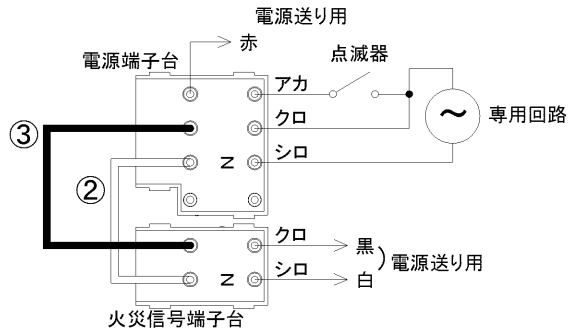 電源送り用
赤
電源端子台
点滅器
アカ
クロ
専用回路
③
シロ
N
②
クロ
黒
シロ
電源送り用
N
白
火災信号端子台